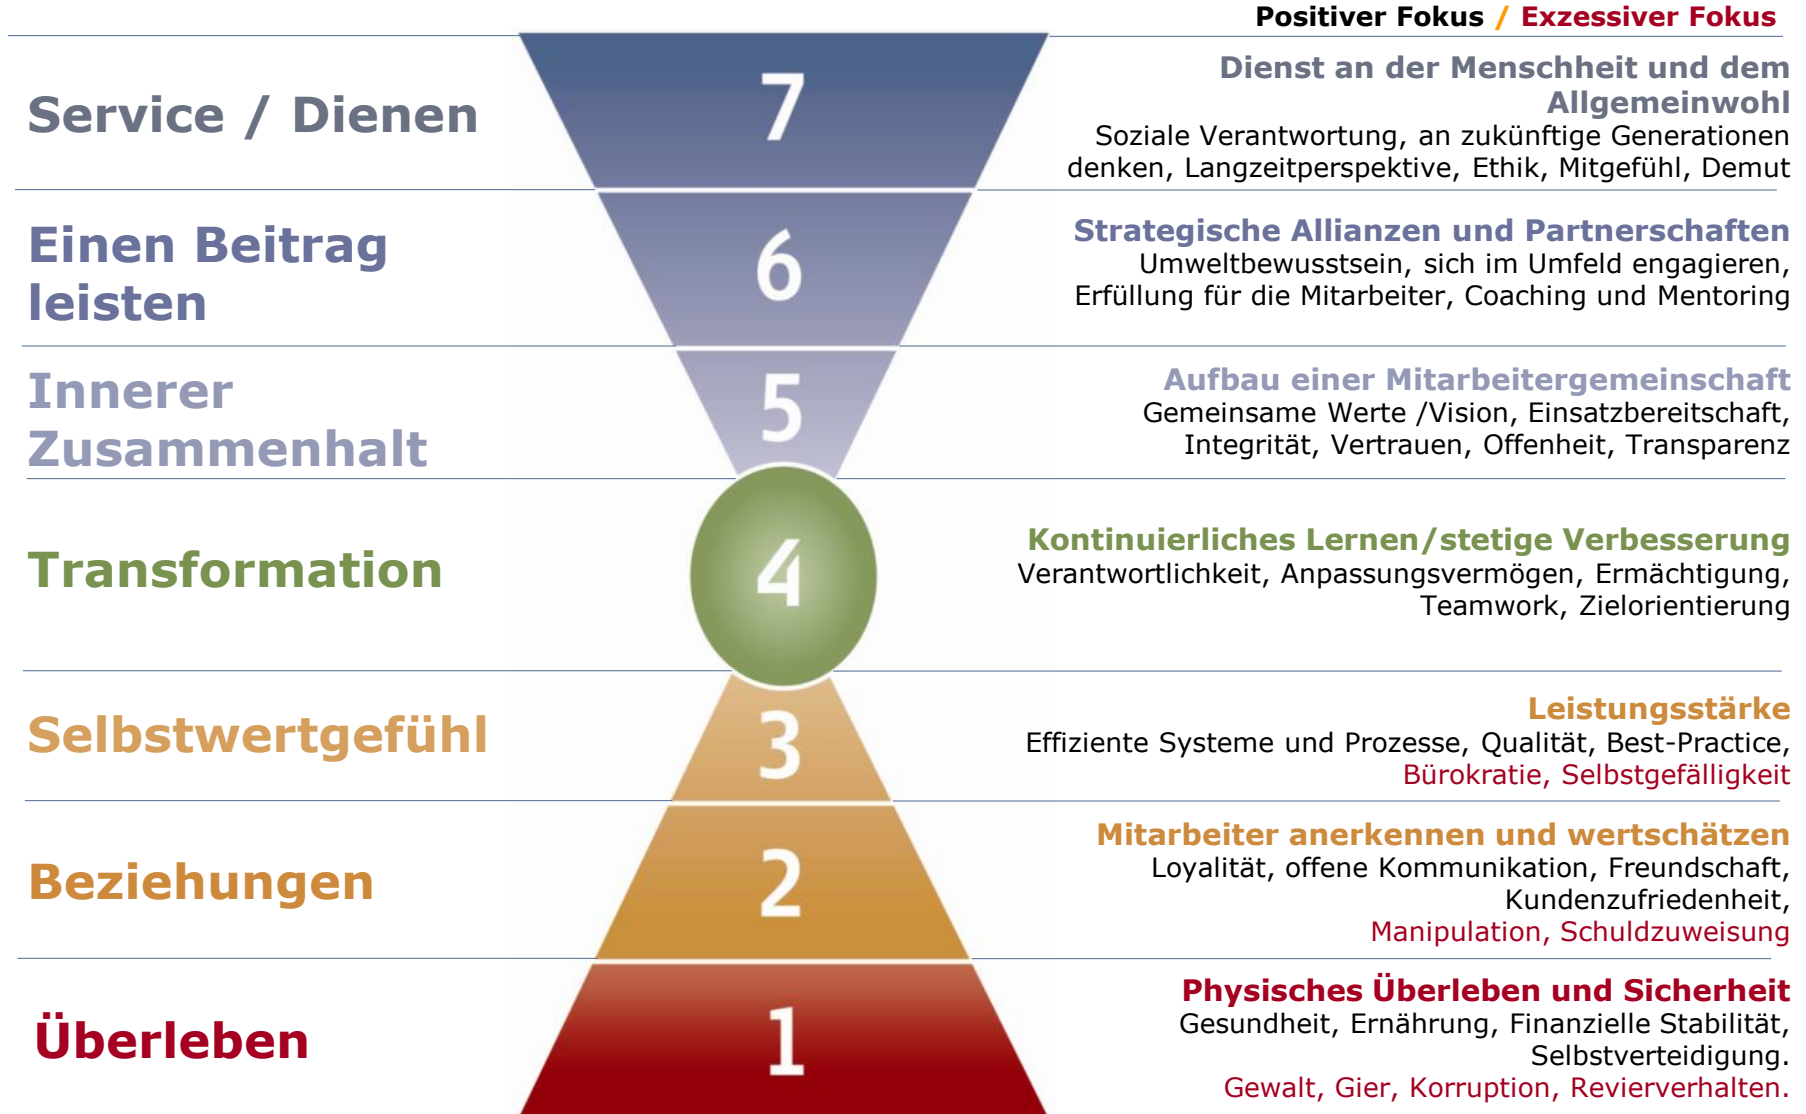 Positiver Fokus / Exzessiver Fokus
Service / Dienen
7
Dienst an der Menschheit und dem
Allgemeinwohl
Soziale Verantwortung, an zukünftige Generationen
denken, Langzeitperspektive, Ethik, Mitgefühl, Demut
Einen Beitrag
leisten
6
Strategische Allianzen und Partnerschaften
Umweltbewusstsein, sich im Umfeld engagieren,
Erfüllung für die Mitarbeiter, Coaching und Mentoring
Innerer
Zusammenhalt
5
Aufbau einer Mitarbeitergemeinschaft
Gemeinsame Werte /Vision, Einsatzbereitschaft,
Integrität, Vertrauen, Offenheit, Transparenz
Transformation
4
Kontinuierliches Lernen/stetige Verbesserung
Verantwortlichkeit, Anpassungsvermögen, Ermächtigung,
Teamwork, Zielorientierung
Selbstwertgefühl
3
Leistungsstärke
Effiziente Systeme und Prozesse, Qualität, Best-Practice,
Bürokratie, Selbstgefälligkeit
Beziehungen
2
Mitarbeiter anerkennen und wertschätzen
Loyalität, offene Kommunikation, Freundschaft,
Kundenzufriedenheit,
Manipulation, Schuldzuweisung
Überleben
1
Physisches Überleben und Sicherheit
Gesundheit, Ernährung, Finanzielle Stabilität,
Selbstverteidigung.
Gewalt, Gier, Korruption, Revierverhalten.